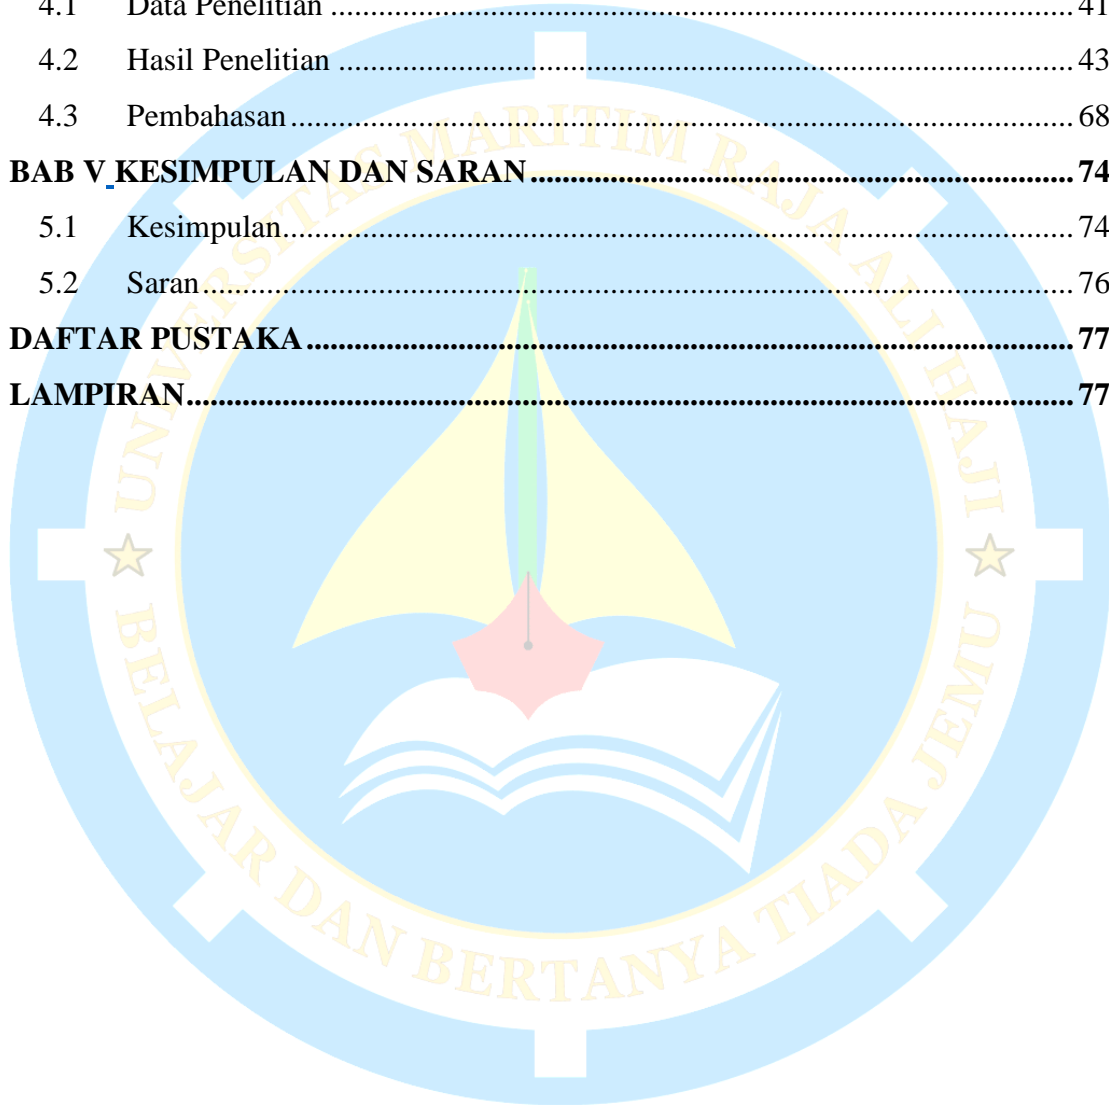 4.1 Data Penelitian ........................................................................ 41
4.2 Hasil Penelitian ........................................................................ 43
4.3 Pembahasan ........................................................................ 68
BAB V KESIMPULAN DAN SARAN ........................................................................ 74
5.1 Kesimpulan ........................................................................ 74
5.2 Saran ........................................................................ 76
DAFTAR PUSTAKA ........................................................................ 77
LAMPIRAN ........................................................................ 77
UNIVERSITAS MARITIM RAJA ALI HAJI
BELAJAR DAN BERTANYA TIADA JEMU